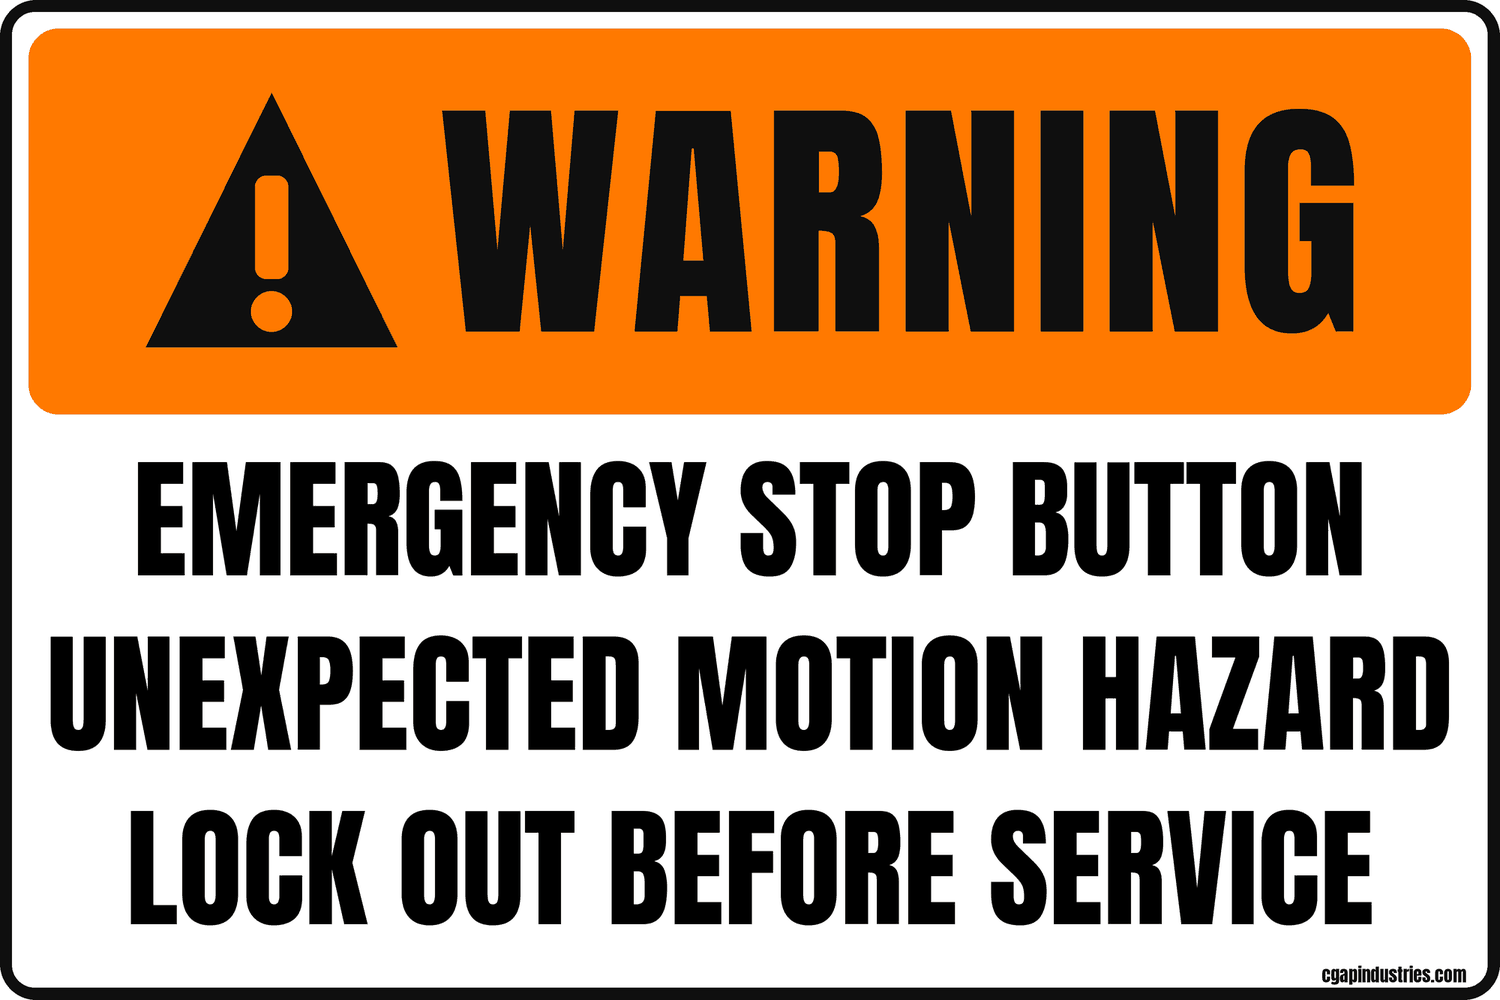 WARNING
EMERGENCY STOP BUTTON
UNEXPECTED MOTION HAZARD
LOCK OUT BEFORE SERVICE
cgapindustries.com